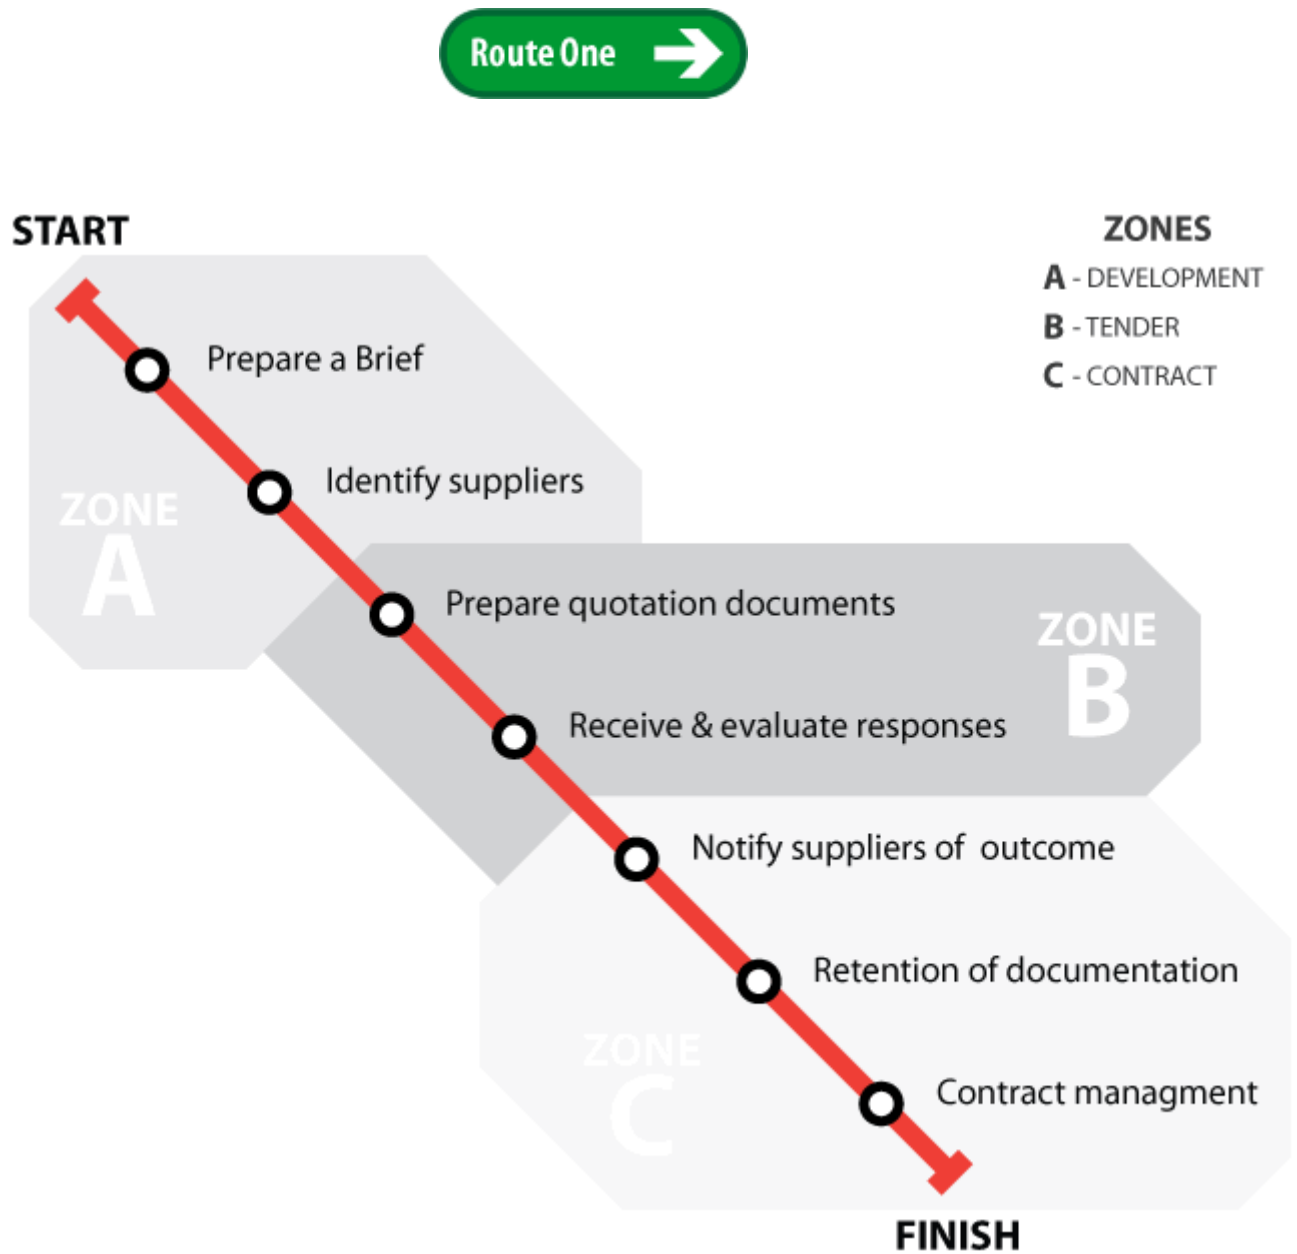 Route One
START
ZONES
A - DEVELOPMENT
B - TENDER
C - CONTRACT
Prepare a Brief
Identify suppliers
ZONE
A
Prepare quotation documents
ZONE
B
Receive & evaluate responses
Notify suppliers of outcome
Retention of documentation
ZONE
C
Contract managment
FINISH